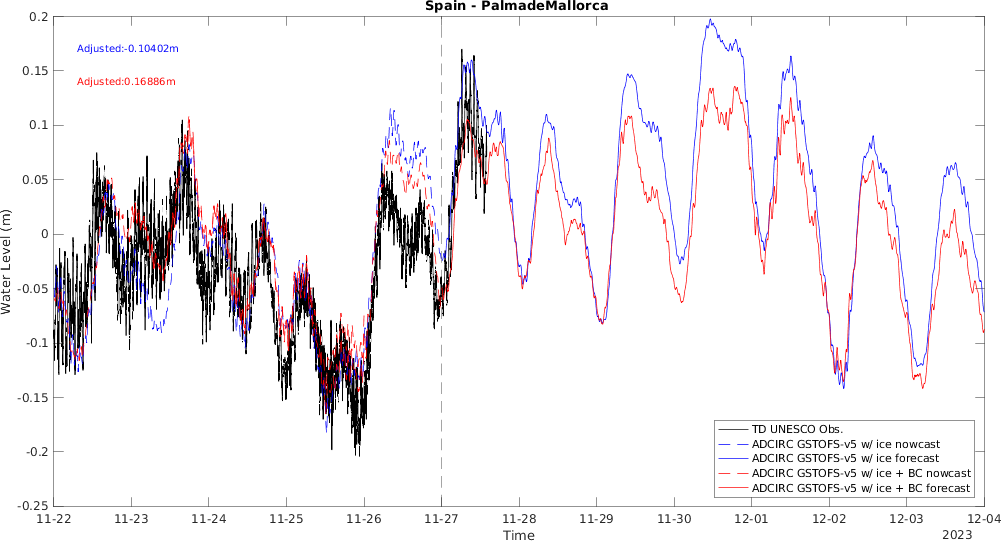 Spain - PalmadeMallorca
0.2
0.15
0.1
0.05
0
-0.05
-0.1
-0.15
-0.2
-0.25
Water Level (m)
Adjusted:-0.10402m
Adjusted:0.16886m
TD UNESCO Obs.
ADCIRC GSTOFS-v5 w/ ice nowcast
ADCIRC GSTOFS-v5 w/ ice forecast
ADCIRC GSTOFS-v5 w/ ice + BC nowcast
ADCIRC GSTOFS-v5 w/ ice + BC forecast
11-22 11-23 11-24 11-25 11-26 11-27 11-28 11-29 11-30 12-01 12-02 12-03 12-04
Time
2023